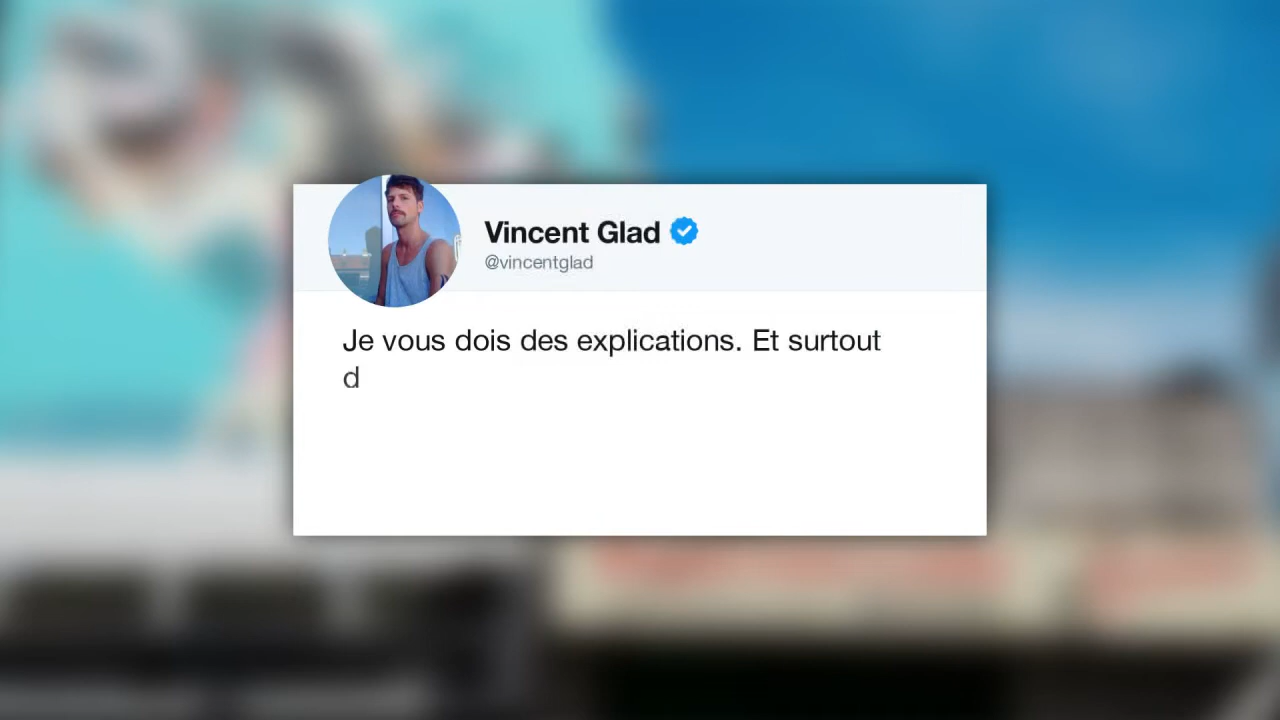 Vincent Glad
@vincentglad
Je vous dois des explications. Et surtout
d